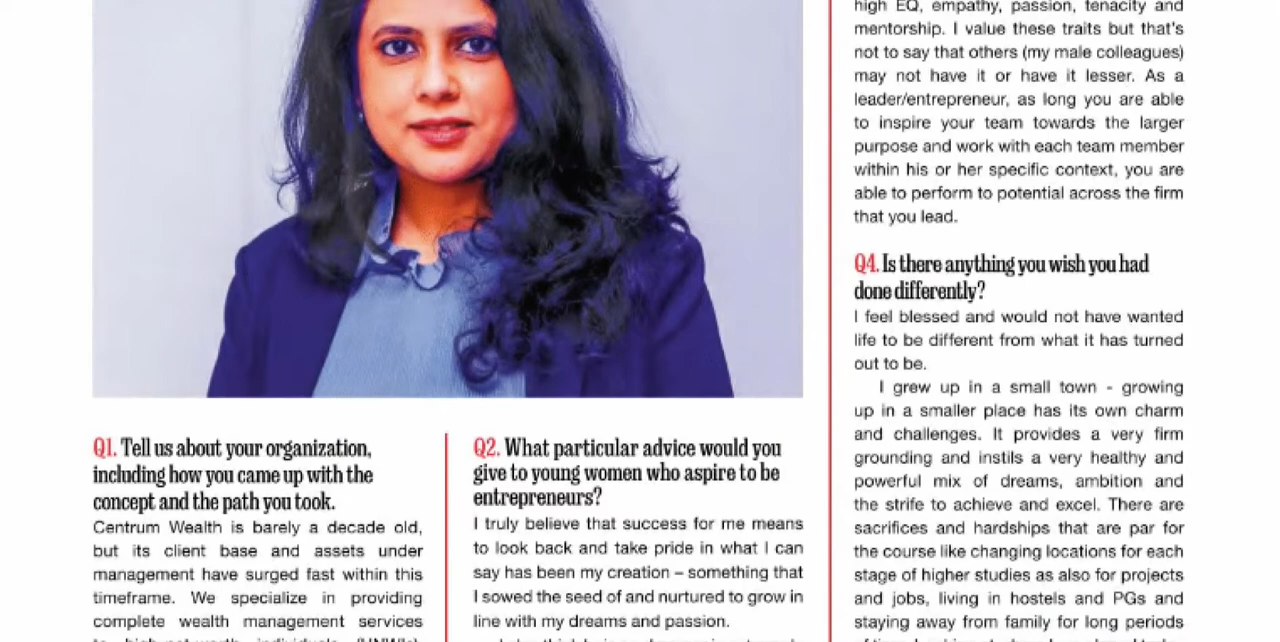 Q1. Tell us about your organization,
including how you came up with the
concept and the path you took.
Centrum Wealth is barely a decade old,
but its client base and assets under
management have surged fast within this
timeframe. We specialize in providing
complete wealth management services
to high-net-worth individuals (HNWIs),
Q2. What particular advice would you
give to young women who aspire to be
entrepreneurs?
I truly believe that success for me means
to look back and take pride in what I can
say has been my creation – something that
I sowed the seed of and nurtured to grow in
line with my dreams and passion.
high EQ, empathy, passion, tenacity and
mentorship. I value these traits but that's
not to say that others (my male colleagues)
may not have it or have it lesser. As a
leader/entrepreneur, as long you are able
to inspire your team towards the larger
purpose and work with each team member
within his or her specific context, you are
able to perform to potential across the firm
that you lead.
Q4. Is there anything you wish you had
done differently?
I feel blessed and would not have wanted
life to be different from what it has turned
out to be.
I grew up in a small town - growing
up in a smaller place has its own charm
and challenges. It provides a very firm
grounding and instils a very healthy and
powerful mix of dreams, ambition and
the strife to achieve and excel. There are
sacrifices and hardships that are par for
the course like changing locations for each
stage of higher studies as also for projects
and jobs, living in hostels and PGs and
staying away from family for long periods